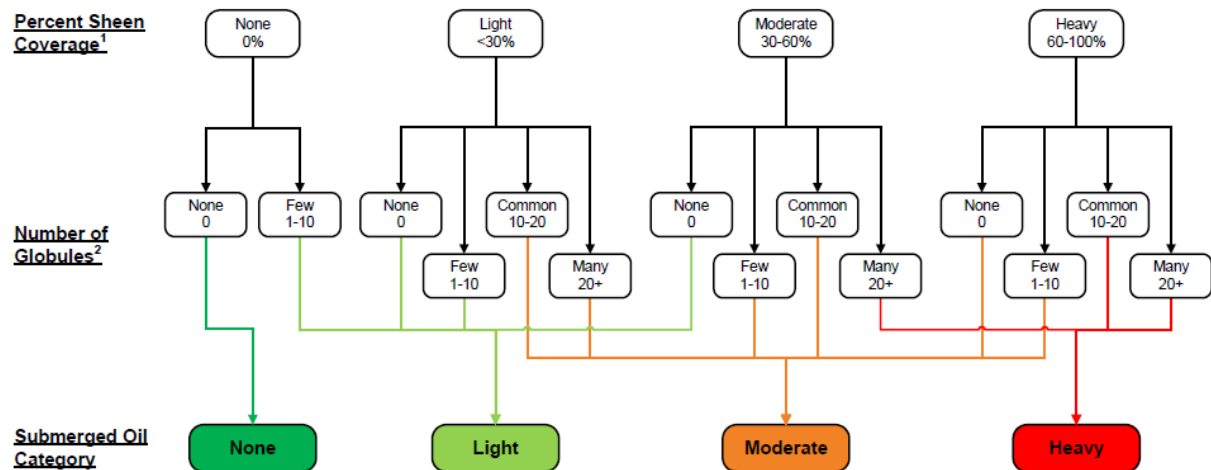 Percent Sheen
Coverage1
None
0%
Light
<30%
Moderate
30-60%
Heavy
60-100%
Number of
Globules2
None
0
Few
1-10
None
0
Few
1-10
Common
10-20
Many
20+
None
0
Few
1-10
Common
10-20
Many
20+
None
0
Few
1-10
Common
10-20
Many
20+
Submerged Oil
Category
None
Light
Moderate
Heavy